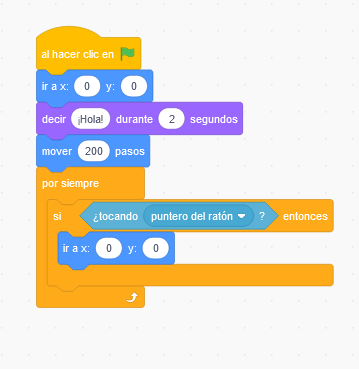 al hacer clic en
ir a x: 0 y: 0
decir ¡Hola! durante 2 segundos
mover 200 pasos
por siempre
si ¿tocando puntero del ratón ? entonces
ir a x: 0 y: 0